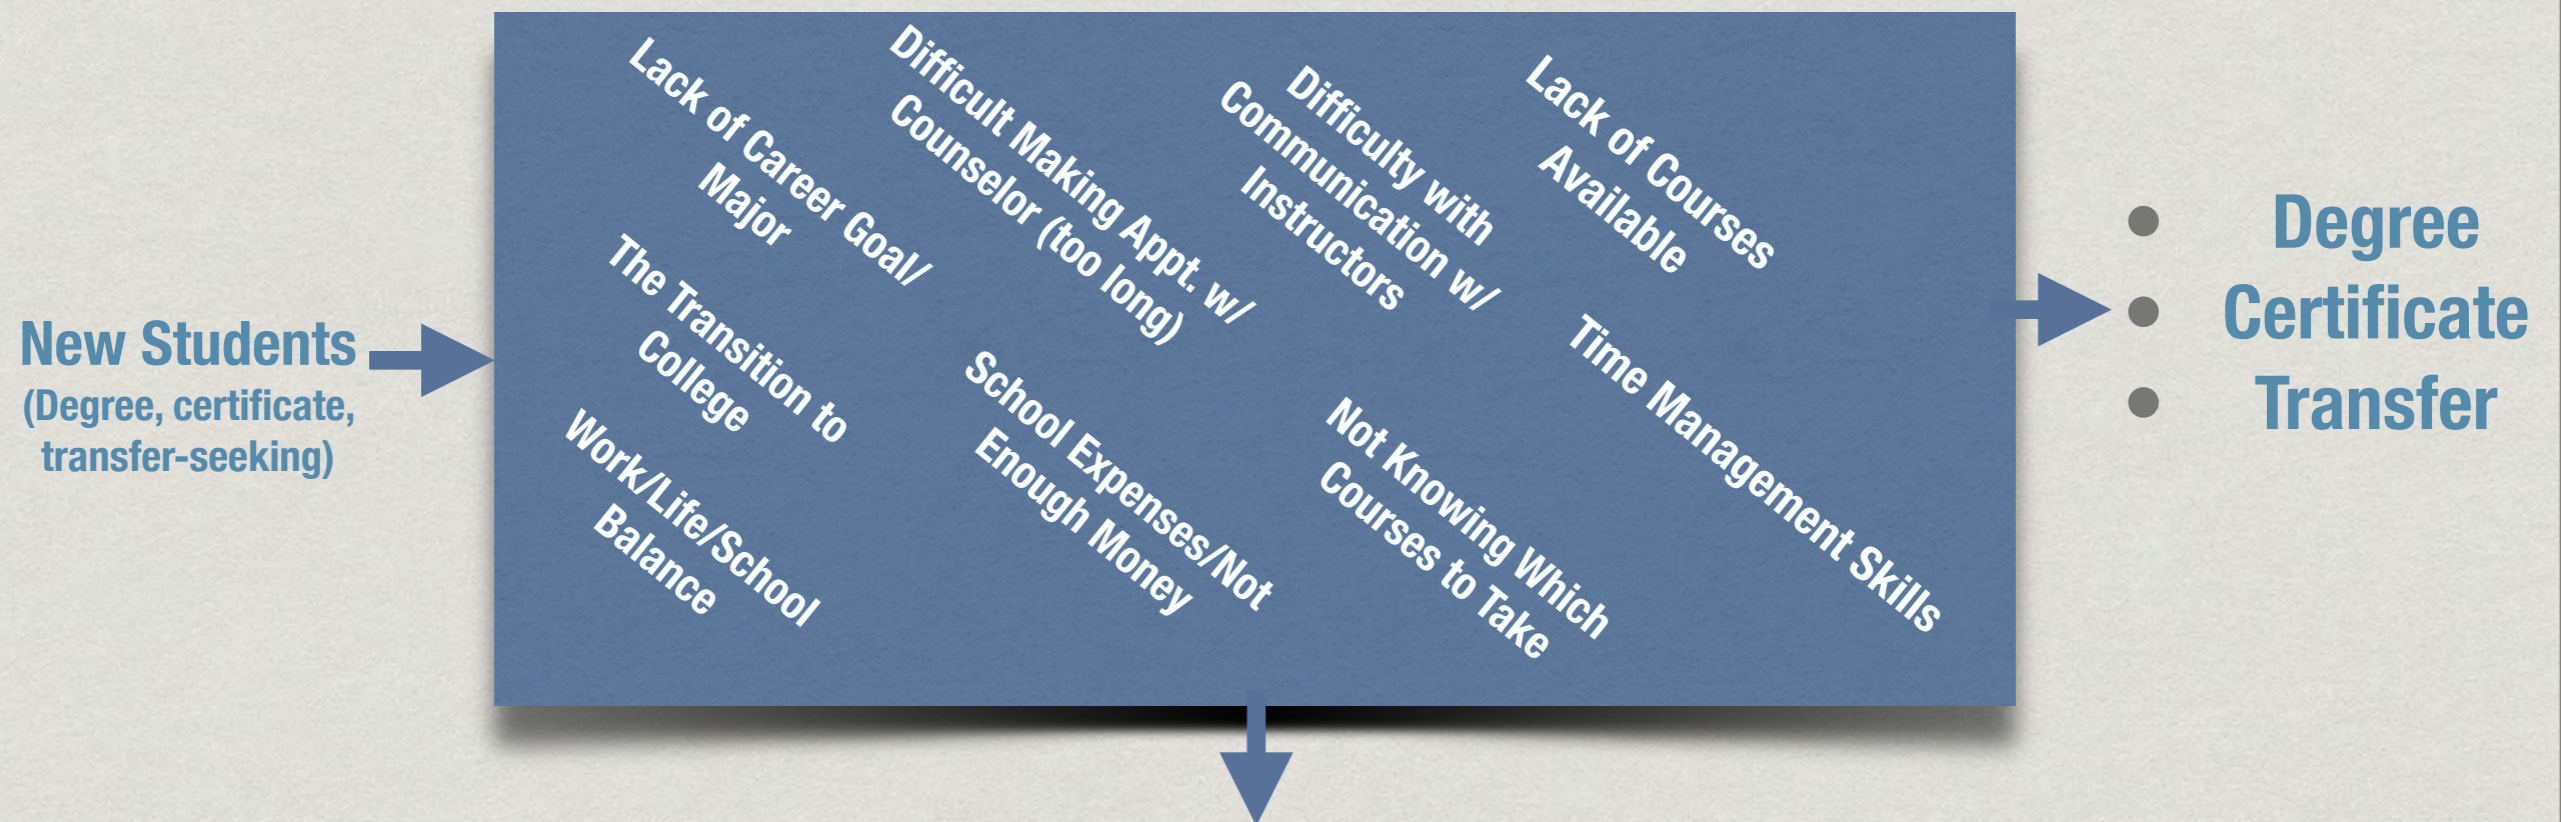 New Students
(Degree, certificate,
transfer-seeking)
Lack of Career Goal/
Major
Difficult Making Appt. w/
Counselor (too long)
Difficulty with
Communication w/
Instructors
Lack of Courses
Available
The Transition to
College
School Expenses/Not
Enough Money
Not Knowing Which
Courses to Take
Time Management Skills
Work/Life/School
Balance
• Degree
• Certificate
• Transfer